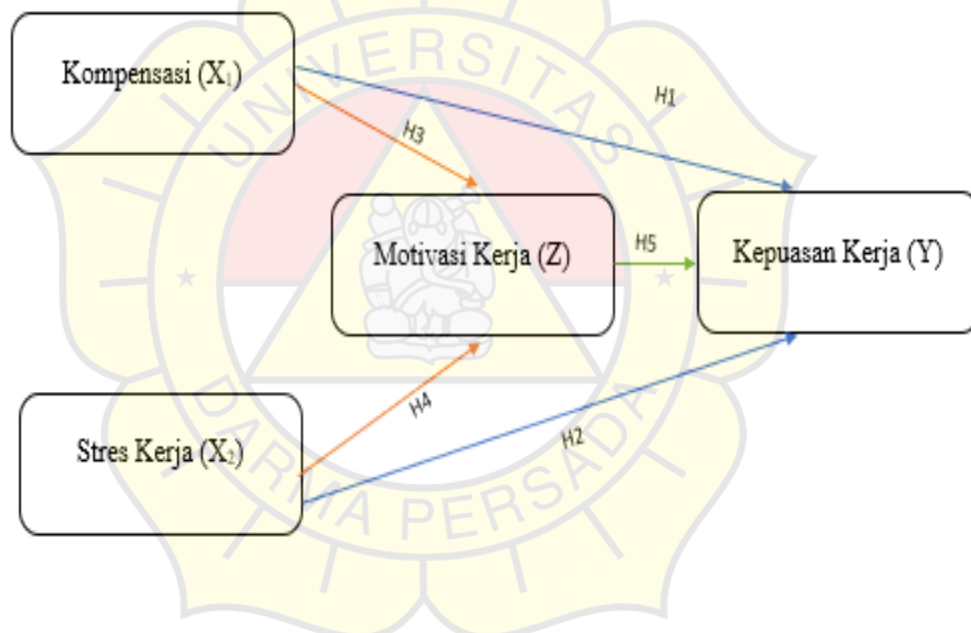 UNIVERSITAS
Kompensasi (X₁)
H1
H3
Motivasi Kerja (Z)
H5
Kepuasan Kerja (Y)
H4
H2
Stres Kerja (X₂)
DARMA PERSADA